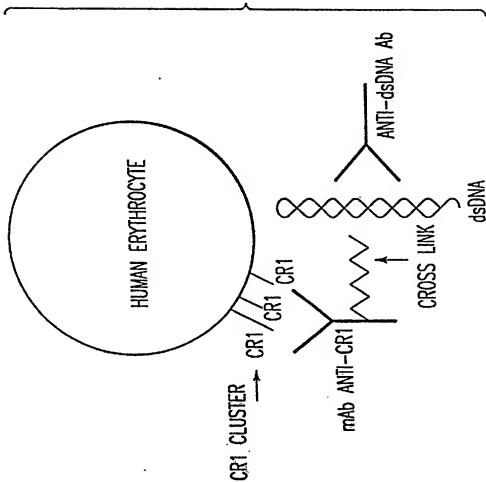 HUMAN ERYTHROCYTE
CR1 CLUSTER
CR1
CR1
CR1
mAb ANTI-CR1
CROSS LINK
dsDNA
ANTI-dsDNA Ab